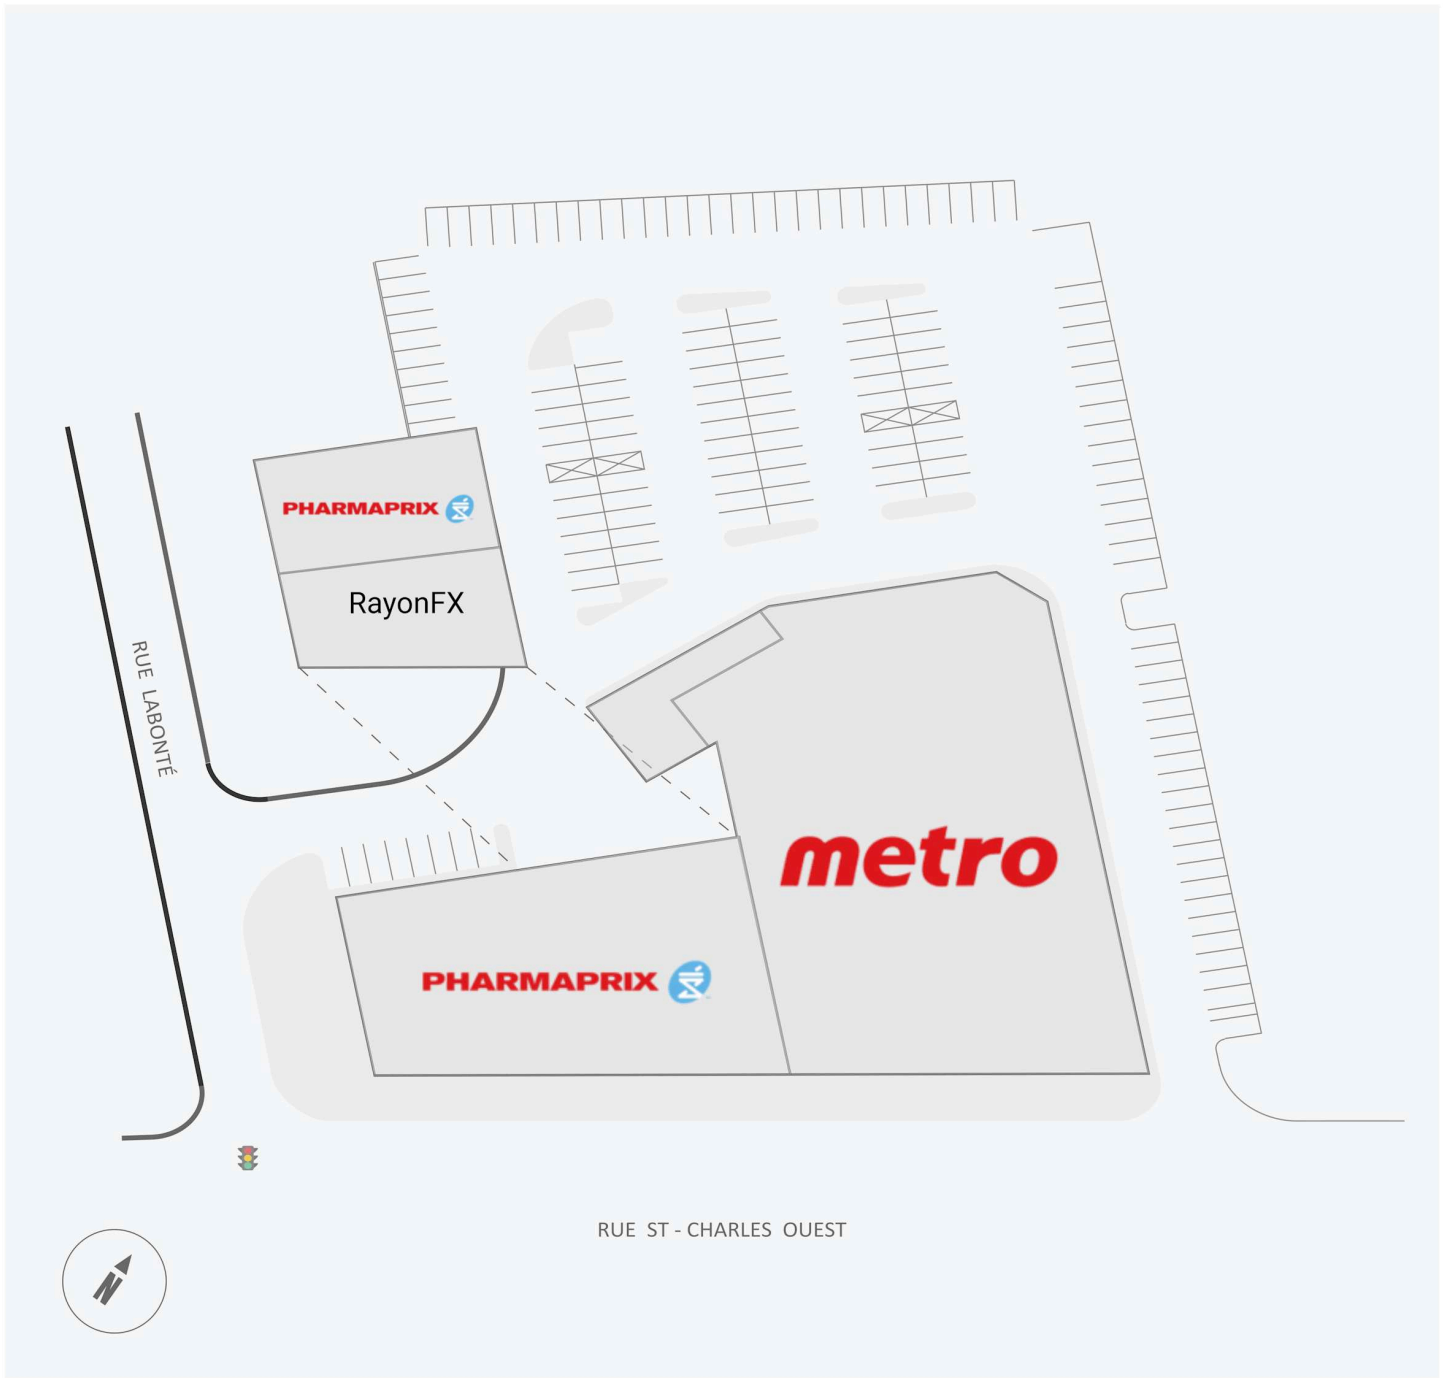 PHARMAPRIX
RayonFX
RUE LABONTÉ
metro
PHARMAPRIX
RUE ST - CHARLES OUEST
N